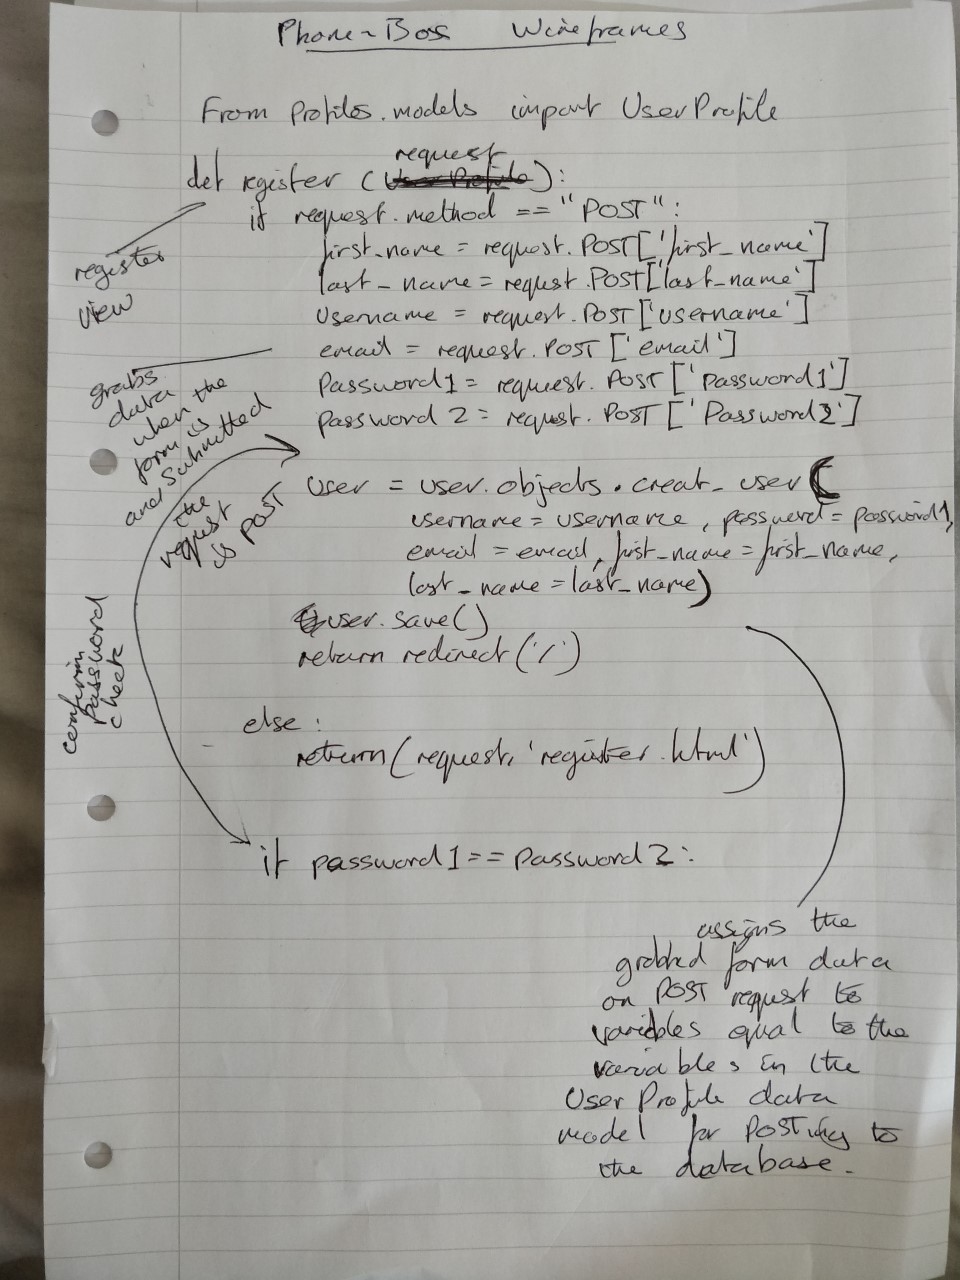 Phone-Box Wireframes
From Profiles.models import UserProfile
request
def register (UserProfile):
if request.method == "POST":
first_name = request.POST['first_name']
last_name = request.POST['last_name']
Username = request.POST['username']
email = request.POST['email']
Password1 = request.POST['password1']
password2 = request.POST['Password2']
User = user.objects.creat_user(
username = username, password = password1,
email = email, first_name = first_name,
last_name = last_name)
user.save()
return redirect('/')
else:
return(request, 'register.html')
if password1 == password2:
register
view
grabs
data
when the
form is
and submitted
the
request
is POST
confirm
password
check
assigns the
grabbed form data
on POST request to
variables equal to the
variables in the
User Profile data
model for POSTing to
the database.